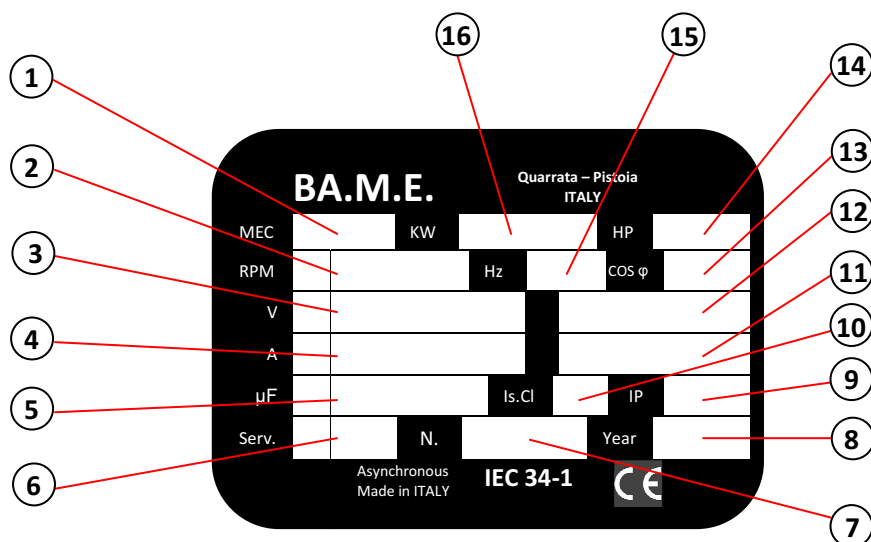 16
15
1
14
2
13
BA.M.E.
Quarrata – Pistoia
ITALY
12
3
MEC KW HP
RPM Hz COS φ
11
V
10
4
A
9
μF Is.Cl IP
5
Serv. N. Year
8
6
Asynchronous
Made in ITALY
IEC 34-1
CE
7